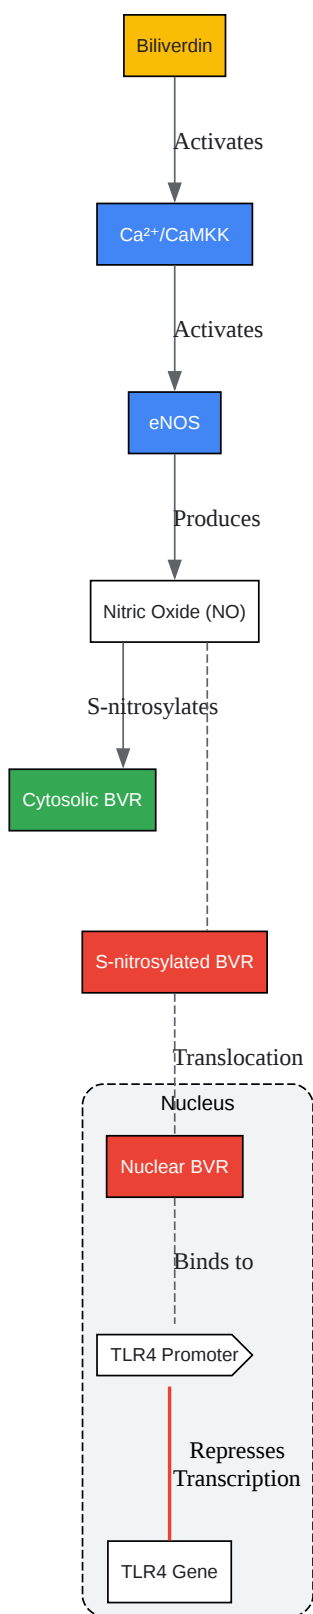 Biliverdin
Activates
Ca²⁺/CaMKK
Activates
eNOS
Produces
Nitric Oxide (NO)
S-nitrosylates
Cytosolic BVR
S-nitrosylated BVR
Translocation
Nucleus
Nuclear BVR
Binds to
TLR4 Promoter
Represses
Transcription
TLR4 Gene